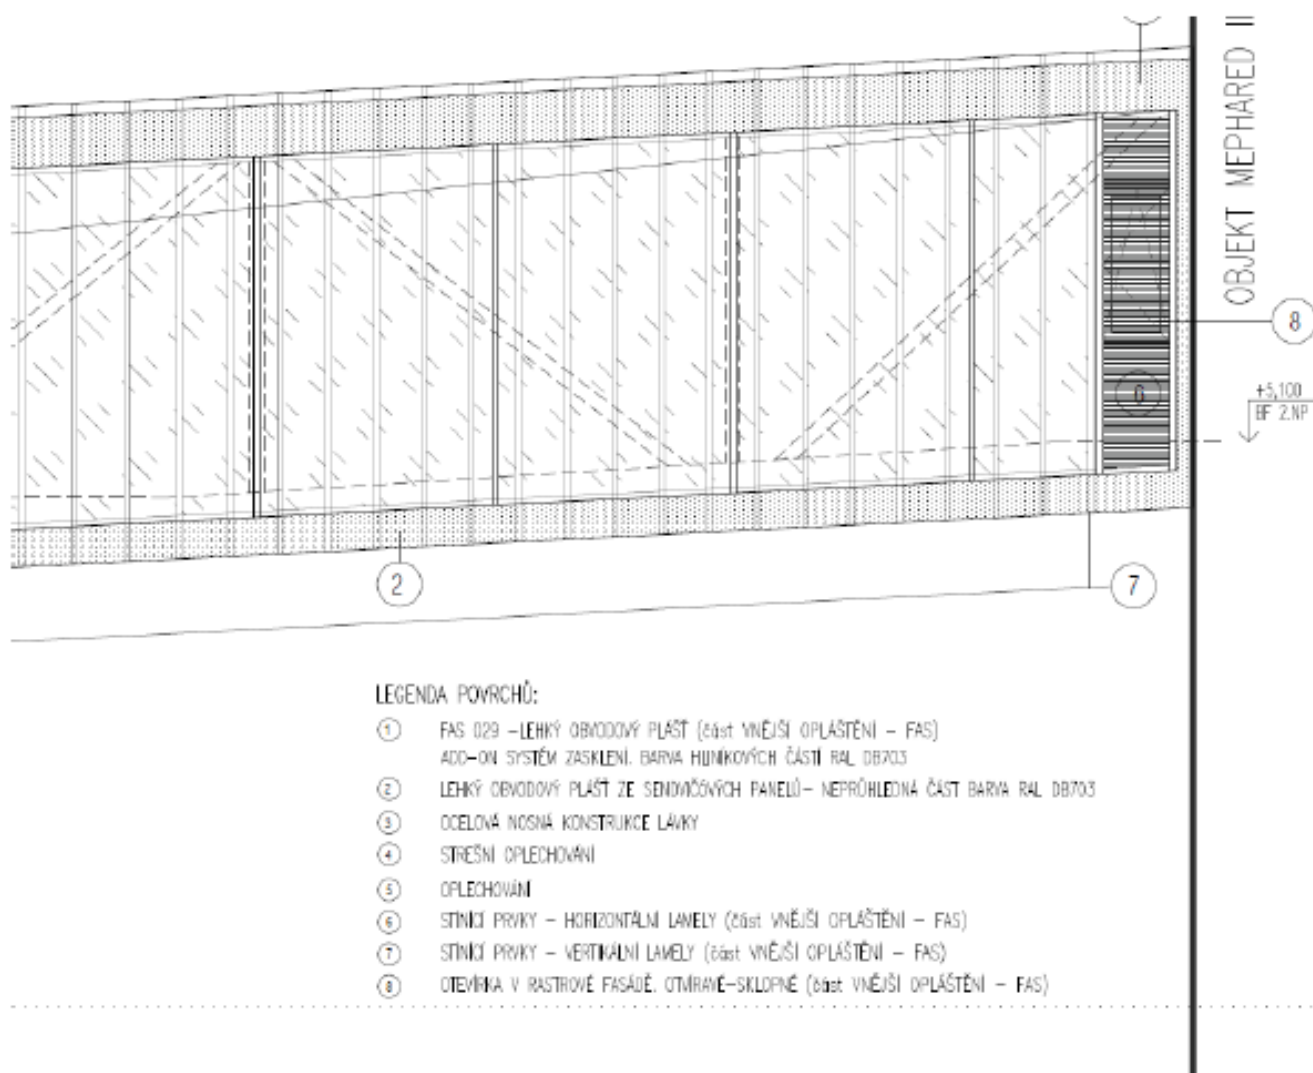 OBJEKT MEPHARED II
8
6
+5,100
BF 2.NP
2
7
LEGENDA POVRCHŮ:
1 FAS 029 –LEHKÝ OBVODOVÝ PLÁŠŤ (část VNĚJŠÍ OPLÁŠTĚNÍ – FAS)
ADD-ON SYSTÉM ZASKLENÍ. BARVA HLINÍKOVÝCH ČÁSTÍ RAL DB703
2 LEHKÝ OBVODOVÝ PLÁŠŤ ZE SENDVIČOVÝCH PANELŮ– NEPRŮHLEDNÁ ČÁST BARVA RAL DB703
3 OCELOVÁ NOSNÁ KONSTRUKCE LÁVKY
4 STREŠNÍ OPLECHOVÁNÍ
5 OPLECHOVÁNÍ
6 STÍNÍCÍ PRVKY – HORIZONTÁLNÍ LAMELY (část VNĚJŠÍ OPLÁŠTĚNÍ – FAS)
7 STÍNÍCÍ PRVKY – VERTIKÁLNÍ LAMELY (část VNĚJŠÍ OPLÁŠTĚNÍ – FAS)
8 OTEVÍRKA V RASTROVÉ FASÁDĚ. OTVÍRAVĚ-SKLOPNÉ (část VNĚJŠÍ OPLÁŠTĚNÍ – FAS)